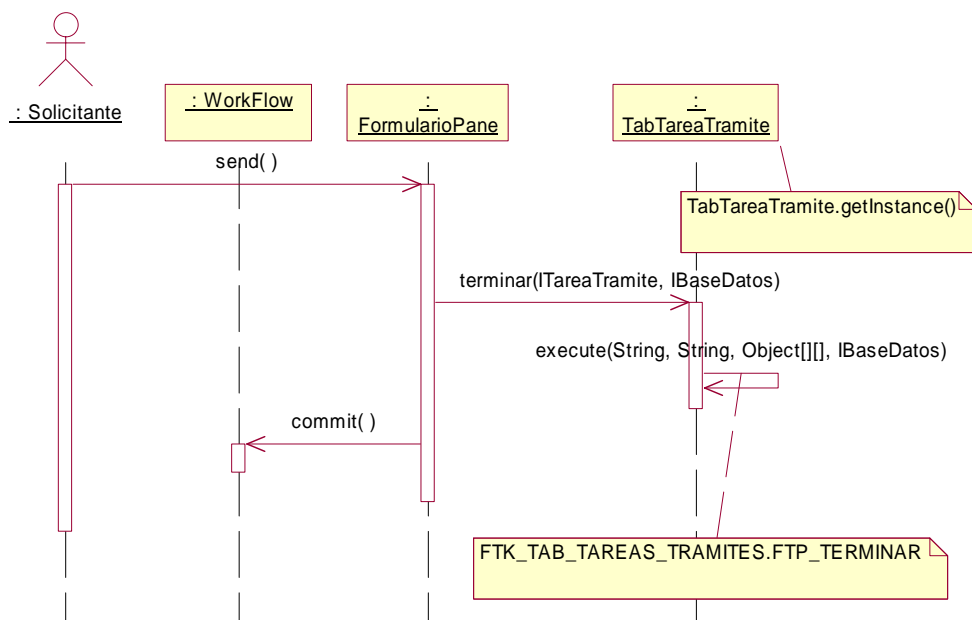 : Solicitante
: WorkFlow
:
FormularioPane
:
TabTareaTramite
send( )
TabTareaTramite.getInstance()
terminar(ITareaTramite, IBaseDatos)
execute(String, String, Object[][], IBaseDatos)
commit( )
FTK_TAB_TAREAS_TRAMITES.FTP_TERMINAR